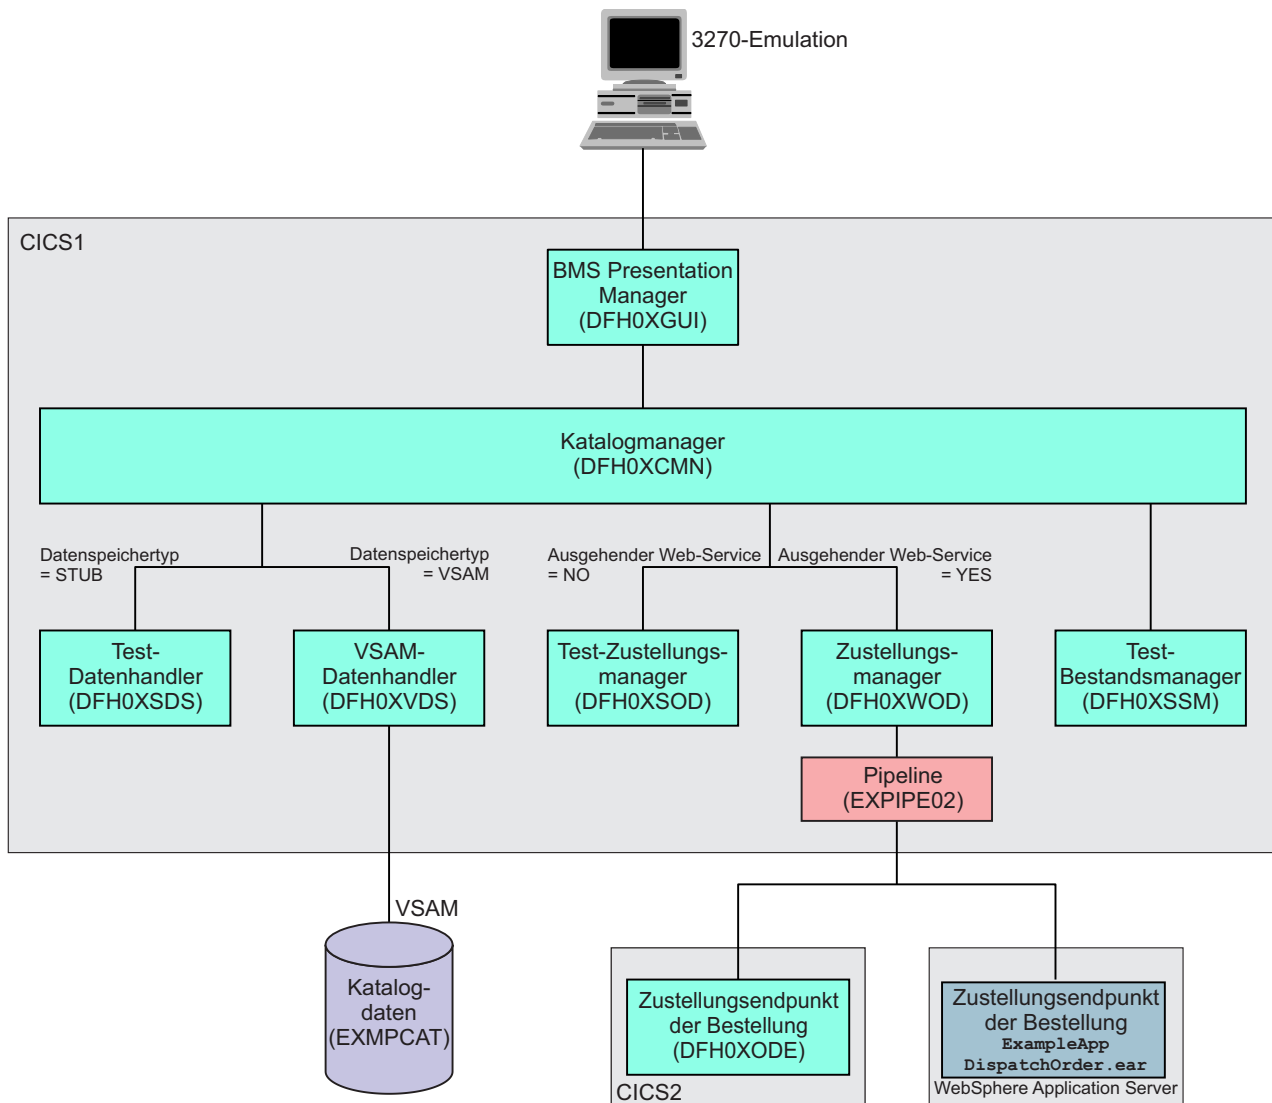 3270-Emulation
CICS1
BMS Presentation
Manager
(DFH0XGUI)
Katalogmanager
(DFH0XCMN)
Datenspeichertyp
= STUB
Datenspeichertyp
= VSAM
Ausgehender Web-Service
= NO
Ausgehender Web-Service
= YES
Test-
Datenhandler
(DFH0XSDS)
VSAM-
Datenhandler
(DFH0XVDS)
Test-Zustellungs-
manager
(DFH0XSOD)
Zustellungs-
manager
(DFH0XWOD)
Test-
Bestandsmanager
(DFH0XSSM)
Pipeline
(EXPIPE02)
VSAM
Katalog-
daten
(EXMPCAT)
Zustellungsendpunkt
der Bestellung
(DFH0XODE)
CICS2
Zustellungsendpunkt
der Bestellung
ExampleApp
DispatchOrder.ear
WebSphere Application Server